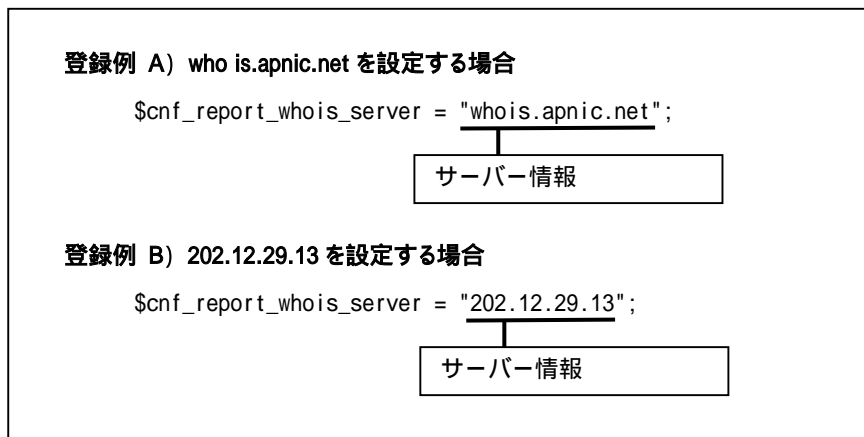 登録例 A) who is.apnic.net を設定する場合
$cnf_report_whois_server = "whois.apnic.net";
サーバー情報
登録例 B) 202.12.29.13 を設定する場合
$cnf_report_whois_server = "202.12.29.13";
サーバー情報